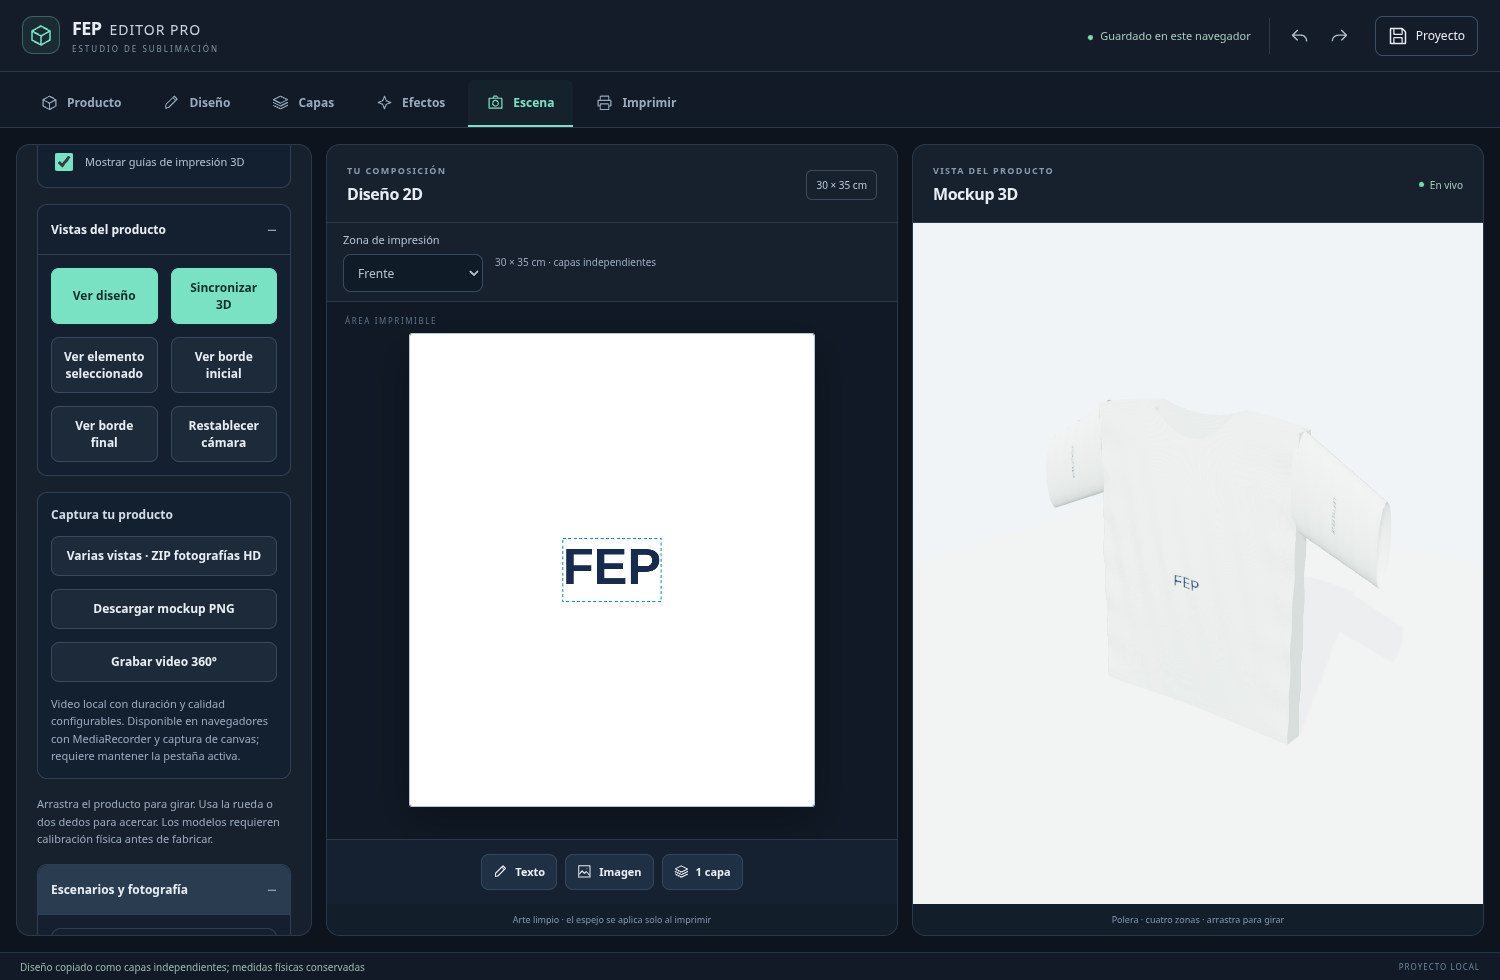 FEP EDITOR PRO
ESTUDIO DE SUBLIMACIÓN
Guardado en este navegador
Proyecto
Producto
Diseño
Capas
Efectos
Escena
Imprimir
Mostrar guías de impresión 3D
Vistas del producto
Ver diseño
Sincronizar
3D
Ver elemento
seleccionado
Ver borde
inicial
Ver borde
final
Restablecer
cámara
Captura tu producto
Varias vistas · ZIP fotografías HD
Descargar mockup PNG
Grabar video 360°
Video local con duración y calidad
configurables. Disponible en navegadores
con MediaRecorder y captura de canvas;
requiere mantener la pestaña activa.
Arrastra el producto para girar. Usa la rueda o
dos dedos para acercar. Los modelos requieren
calibración física antes de fabricar.
Escenarios y fotografía
TU COMPOSICIÓN
Diseño 2D
30 × 35 cm
Zona de impresión
Frente
30 × 35 cm · capas independientes
ÁREA IMPRIMIBLE
FEP
Texto
Imagen
1 capa
Arte limpio · el espejo se aplica solo al imprimir
VISTA DEL PRODUCTO
Mockup 3D
En vivo
FEP
Polera · cuatro zonas · arrastra para girar
Diseño copiado como capas independientes; medidas físicas conservadas
PROYECTO LOCAL